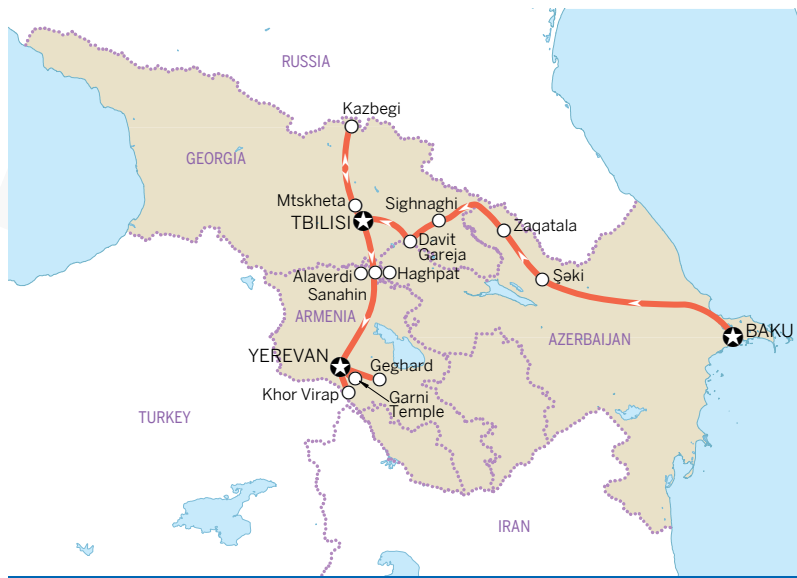 RUSSIA
Kazbegi
GEORGIA
Mtskheta
Sighnaghi
TBILISI
Zaqatala
Davit
Gareja
Alaverdi
Haghpat
Şəki
Sanahin
ARMENIA
BAKU
AZERBAIJAN
YEREVAN
Geghard
Khor Virap
Garni
Temple
TURKEY
IRAN